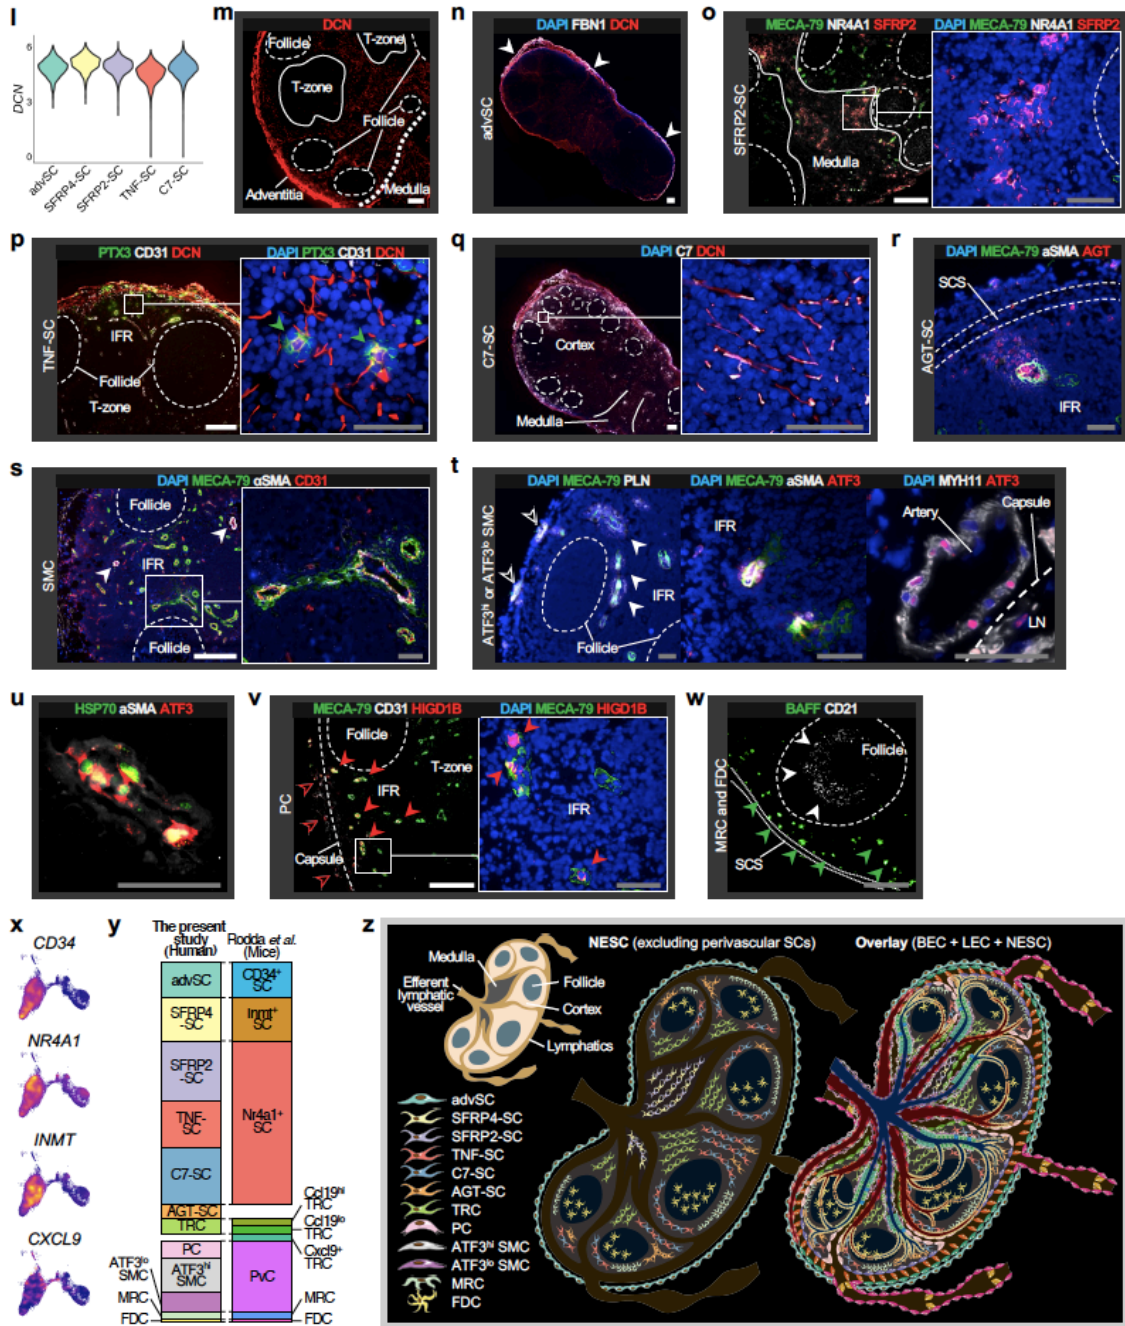 l
6
3
0
DCN
advSC
SFRP4-SC
SFRP2-SC
TNF-SC
C7-SC
m
DCN
Follicle
T-zone
T-zone
Follicle
Adventitia
Medulla
n
DAPI FBN1 DCN
advSC
o
MECA-79 NR4A1 SFRP2
DAPI MECA-79 NR4A1 SFRP2
SFRP2-SC
Medulla
p
PTX3 CD31 DCN
DAPI PTX3 CD31 DCN
TNF-SC
IFR
Follicle
T-zone
q
DAPI C7 DCN
C7-SC
Cortex
Medulla
r
DAPI MECA-79 aSMA AGT
AGT-SC
SCS
IFR
s
DAPI MECA-79 αSMA CD31
SMC
Follicle
IFR
Follicle
t
DAPI MECA-79 PLN
DAPI MECA-79 aSMA ATF3
DAPI MYH11 ATF3
ATF3hi or ATF3lo SMC
IFR
Follicle
IFR
Artery
Capsule
LN
u
HSP70 aSMA ATF3
v
MECA-79 CD31 HIGD1B
DAPI MECA-79 HIGD1B
PC
Follicle
T-zone
IFR
Capsule
IFR
w
BAFF CD21
MRC and FDC
Follicle
SCS
x
CD34
NR4A1
INMT
CXCL9
y
The present
study
(Human)
Rodda et al.
(Mice)
advSC
CD34+
SC
SFRP4
-SC
Inmt+
SC
SFRP2
-SC
TNF-
SC
Nr4a1+
SC
C7-SC
Ccl19hi
TRC
AGT-SC
TRC
Ccl19lo
TRC
Cxcl9+
TRC
PC
ATF3lo
SMC
ATF3hi
SMC
PvC
MRC
MRC
FDC
FDC
z
NESC (excluding perivascular SCs)
Overlay (BEC + LEC + NESC)
Medulla
Efferent
lymphatic
vessel
Follicle
Cortex
Lymphatics
advSC
SFRP4-SC
SFRP2-SC
TNF-SC
C7-SC
AGT-SC
TRC
PC
ATF3hi SMC
ATF3lo SMC
MRC
FDC